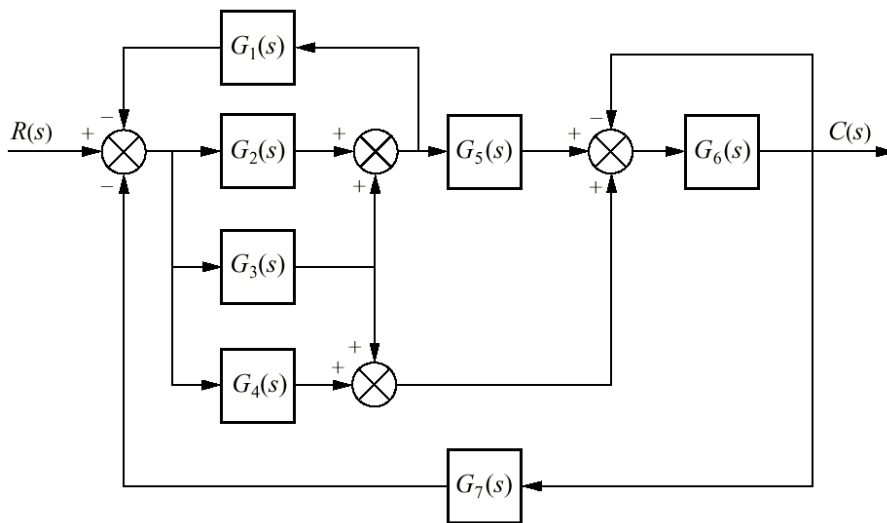 G1(s)
−
−
R(s)
+
G2(s)
+
G5(s)
+
G6(s)
C(s)
−
+
+
G3(s)
+
G4(s)
+
G7(s)